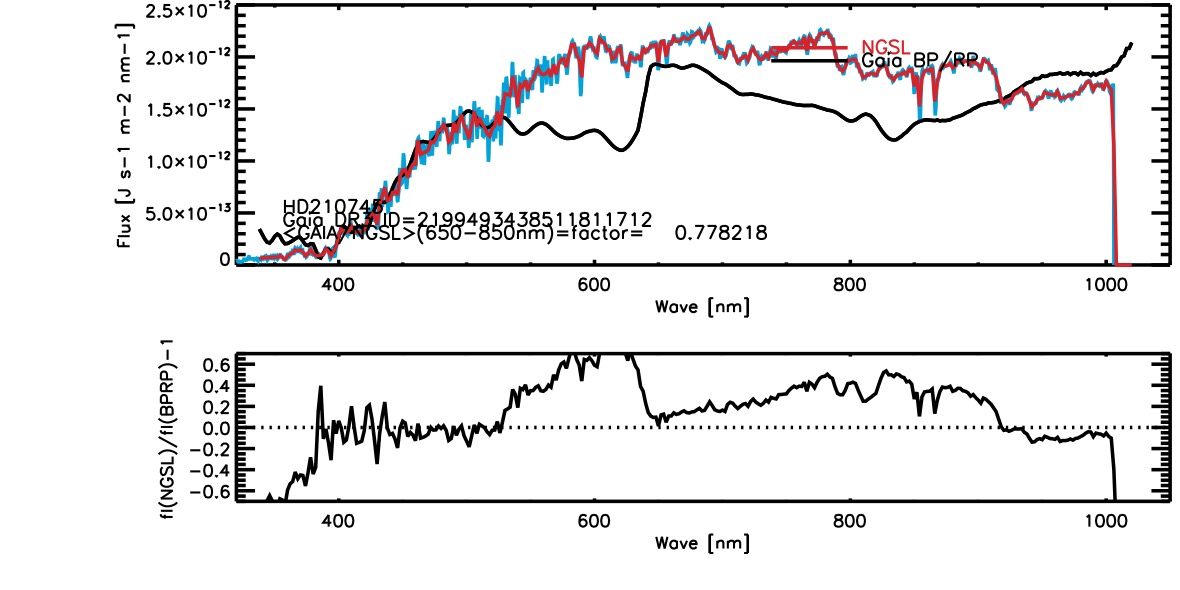 2.5×10−12
2.0×10−12
1.5×10−12
1.0×10−12
5.0×10−13
0
Flux [J s−1 m−2 nm−1]
NGSL
Gaia BP/RP
HD210745
Gaia DR3 ID=2199493438511811712
<GAIA/NGSL>(650−850nm)=factor= 0.778218
400 600 800 1000
Wave [nm]
0.6
0.4
0.2
0.0
−0.2
−0.4
−0.6
fl(NGSL)/fl(BPRP)−1
400 600 800 1000
Wave [nm]